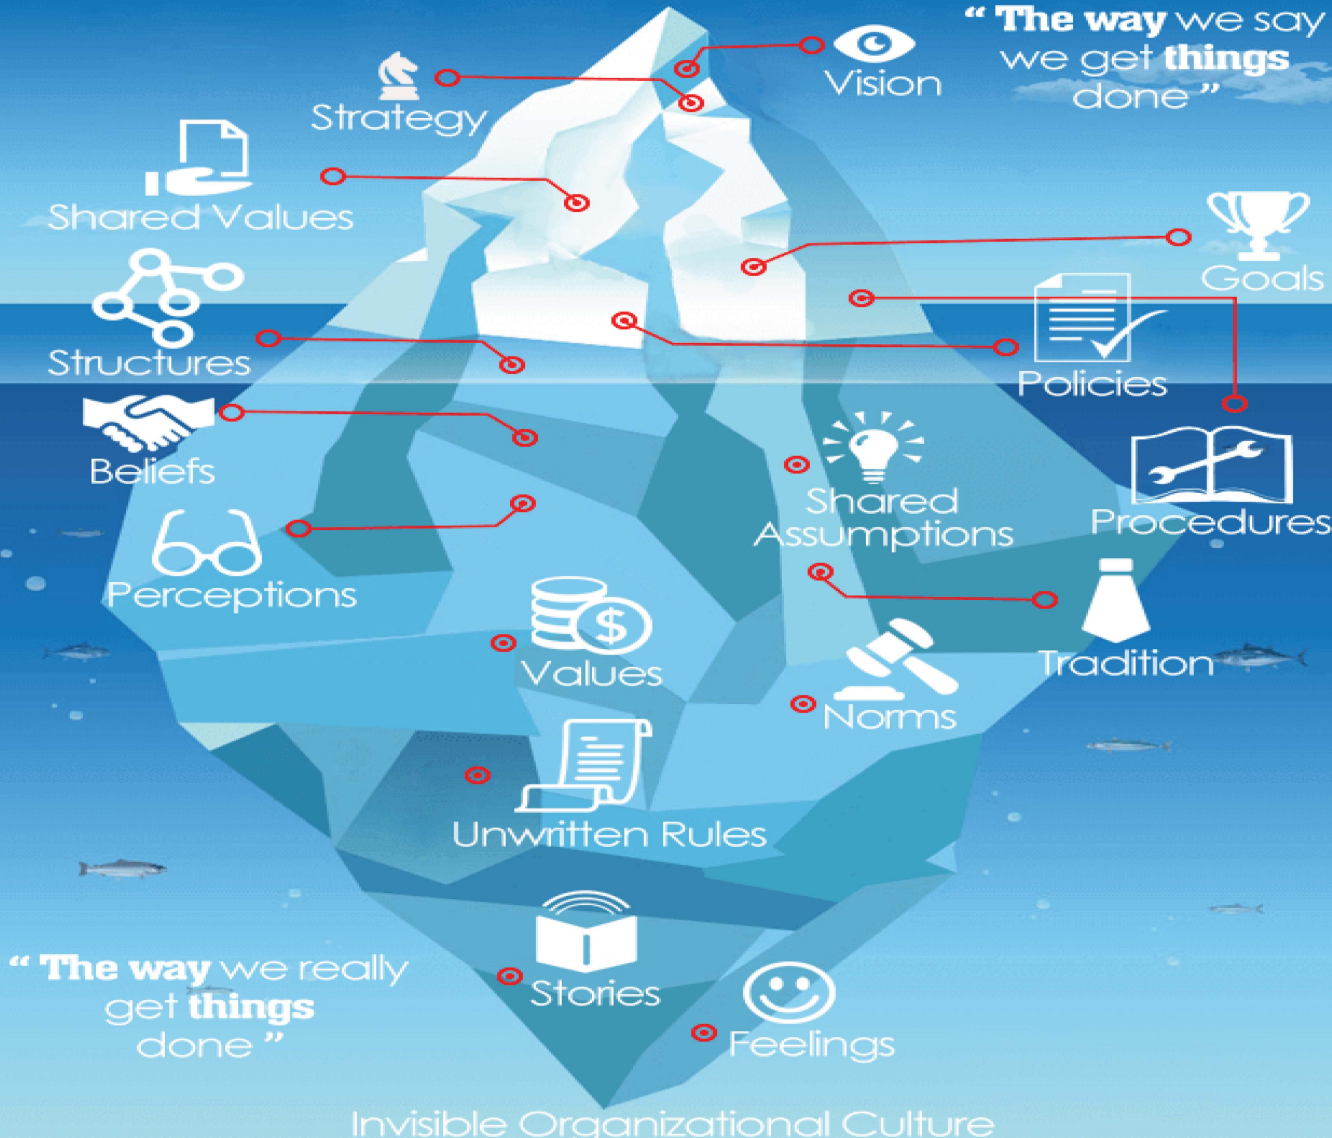 “ The way we say
we get things
done ”
Vision
Strategy
Shared Values
Goals
Structures
Policies
Beliefs
Shared
Assumptions
Procedures
Perceptions
Values
Tradition
Norms
Unwritten Rules
“ The way we really
get things
done ”
Stories
Feelings
Invisible Organizational Culture